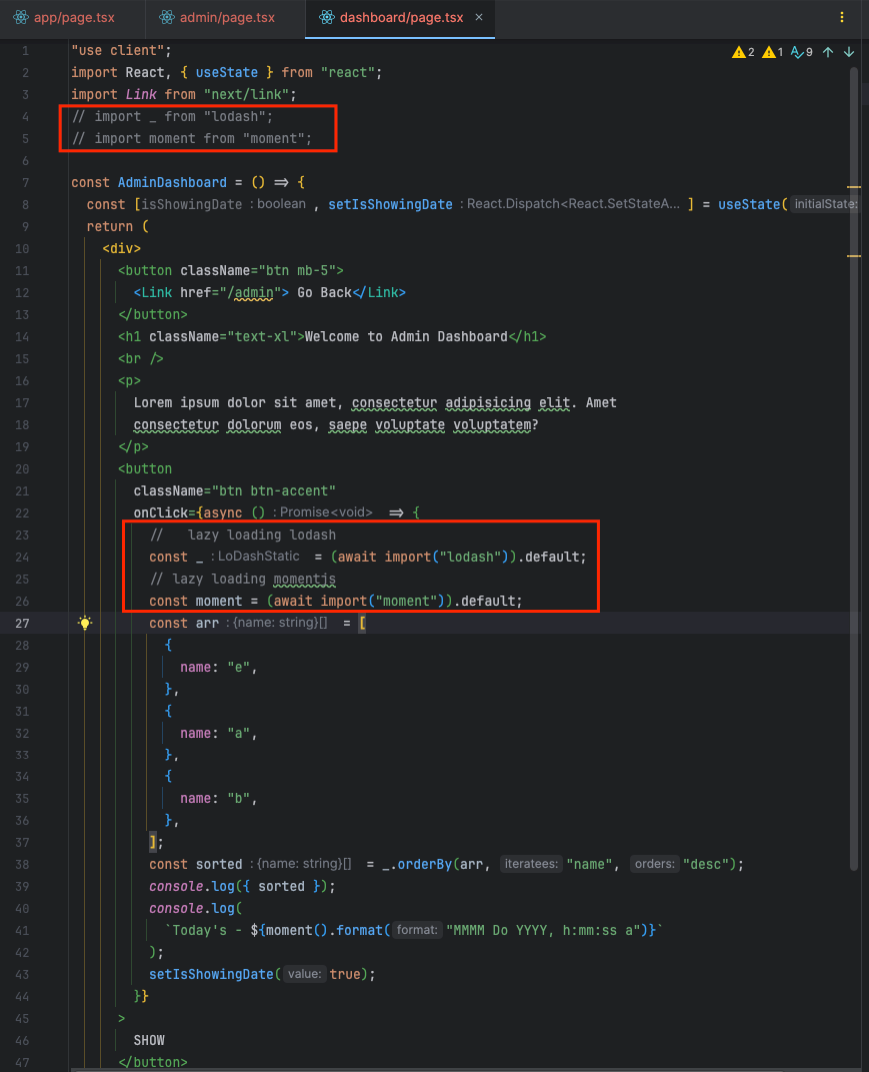 app/page.tsx admin/page.tsx dashboard/page.tsx ×
2 1 9
1 "use client";
2 import React, { useState } from "react";
3 import Link from "next/link";
4 // import _ from "lodash";
5 // import moment from "moment";
6
7 const AdminDashboard = () => {
8 const [isShowingDate : boolean , setIsShowingDate : React.Dispatch<React.SetStateA... ] = useState( initialState:
9 return (
10 <div>
11 <button className="btn mb-5">
12 <Link href="/admin"> Go Back</Link>
13 </button>
14 <h1 className="text-xl">Welcome to Admin Dashboard</h1>
15 <br />
16 <p>
17 Lorem ipsum dolor sit amet, consectetur adipisicing elit. Amet
18 consectetur dolorum eos, saepe voluptate voluptatem?
19 </p>
20 <button
21 className="btn btn-accent"
22 onClick={async () : Promise<void> => {
23 // lazy loading lodash
24 const _ : LoDashStatic = (await import("lodash")).default;
25 // lazy loading momentjs
26 const moment = (await import("moment")).default;
27 const arr : {name: string}[] = [
28 {
29 name: "e",
30 },
31 {
32 name: "a",
33 },
34 {
35 name: "b",
36 },
37 ];
38 const sorted : {name: string}[] = _.orderBy(arr, iteratees: "name", orders: "desc");
39 console.log({ sorted });
40 console.log(
41 `Today's - ${moment().format( format: "MMMM Do YYYY, h:mm:ss a")}`
42 );
43 setIsShowingDate( value: true);
44 }}
45 >
46 SHOW
47 </button>